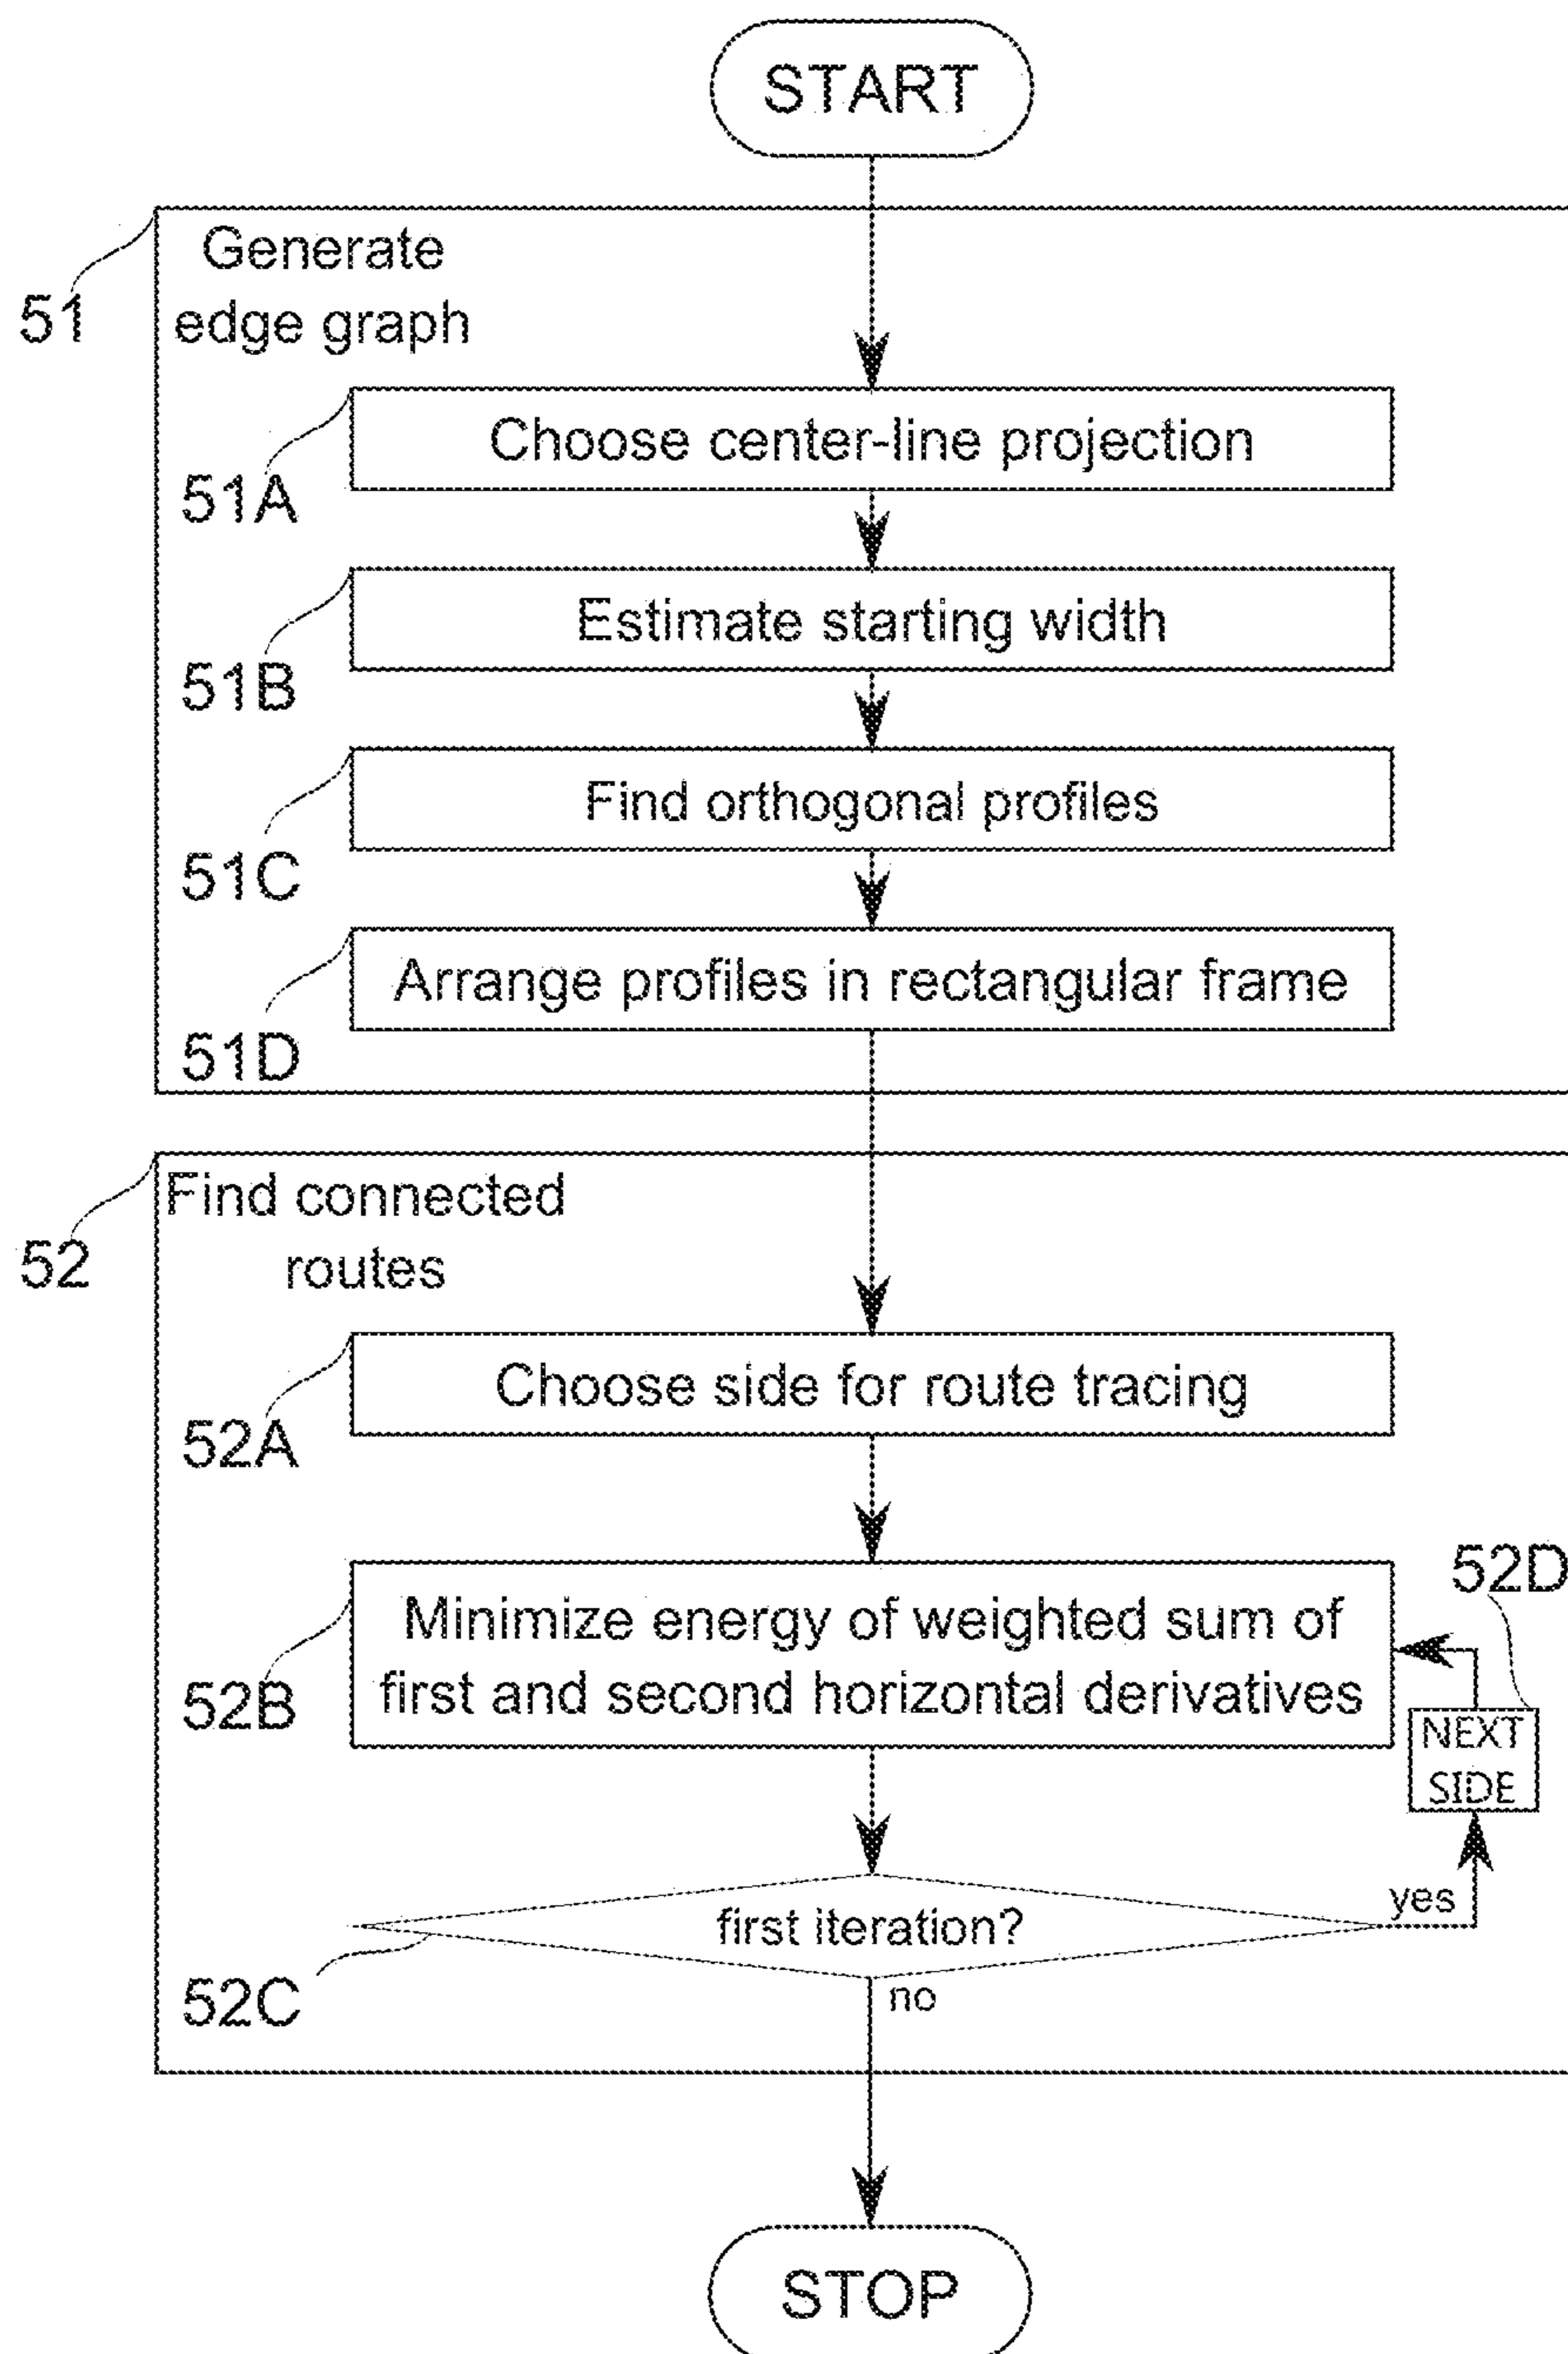 START
Generate
edge graph
51
Choose center-line projection
51A
Estimate starting width
51B
Find orthogonal profiles
51C
Arrange profiles in rectangular frame
51D
Find connected
routes
52
Choose side for route tracing
52A
52D
Minimize energy of weighted sum of
first and second horizontal derivatives
52B
NEXT
SIDE
first iteration?
yes
52C
no
STOP